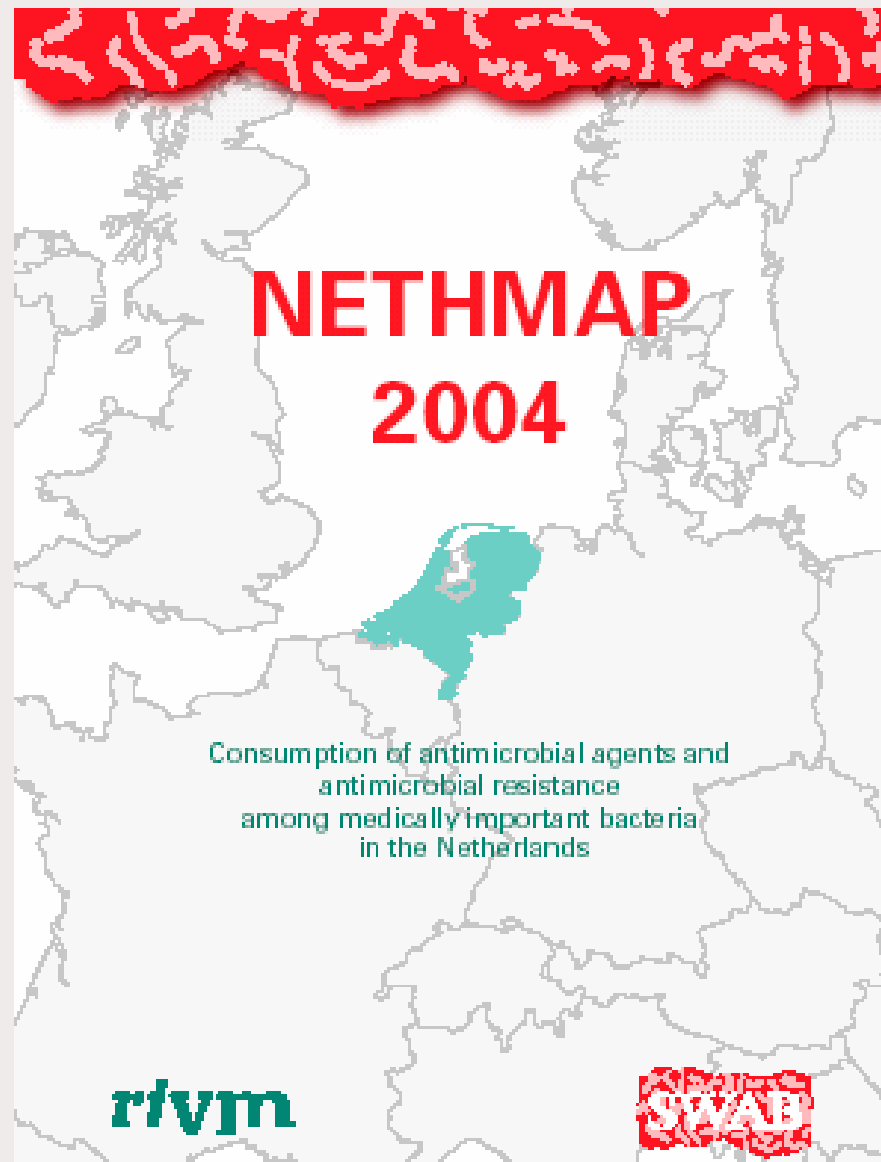 NETHMAP
2004
Consumption of antimicrobial agents and
antimicrobial resistance
among medically important bacteria
in the Netherlands
rivm
SWAB